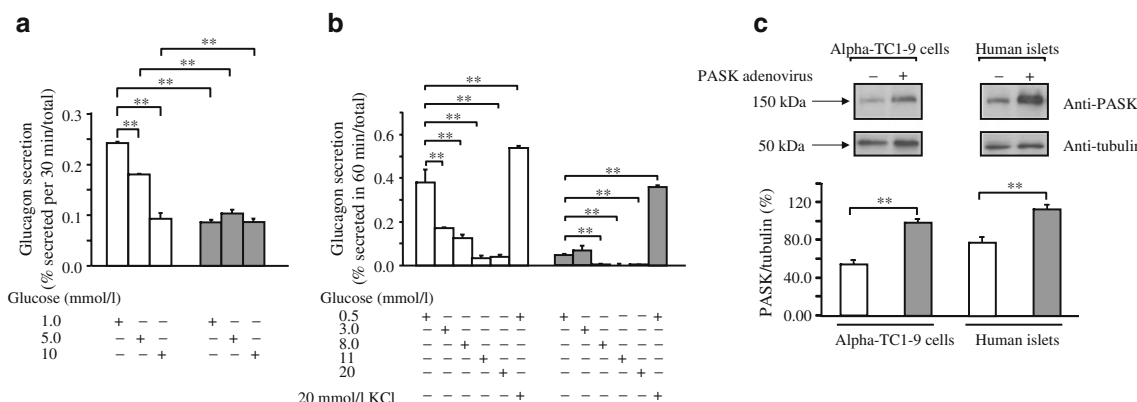 a
**
**
**
**
**
Glucagon secretion
(% secreted per 30 min/total)
0.3
0.2
0.1
0.0
Glucose (mmol/l)
1.0 + – – + – –
5.0 – + – – + –
10 – – + – – +
b
**
**
**
**
**
**
**
**
**
Glucagon secretion
(% secreted in 60 min/total)
0.6
0.4
0.2
0.0
Glucose
(mmol/l)
0.5 + – – – – + + – – – – +
3.0 – + – – – – – + – – – –
8.0 – – + – – – – – + – – –
11 – – – + – – – – – + – –
20 – – – – + – – – – – + –
20 mmol/l KCl – – – – – + – – – – – +
c
Alpha-TC1-9 cells Human islets
PASK adenovirus – + – +
150 kDa Anti-PASK
50 kDa Anti-tubulin
PASK/tubulin (%)
120.0
80.0
40.0
0.00
**
**
Alpha-TC1-9 cells Human islets